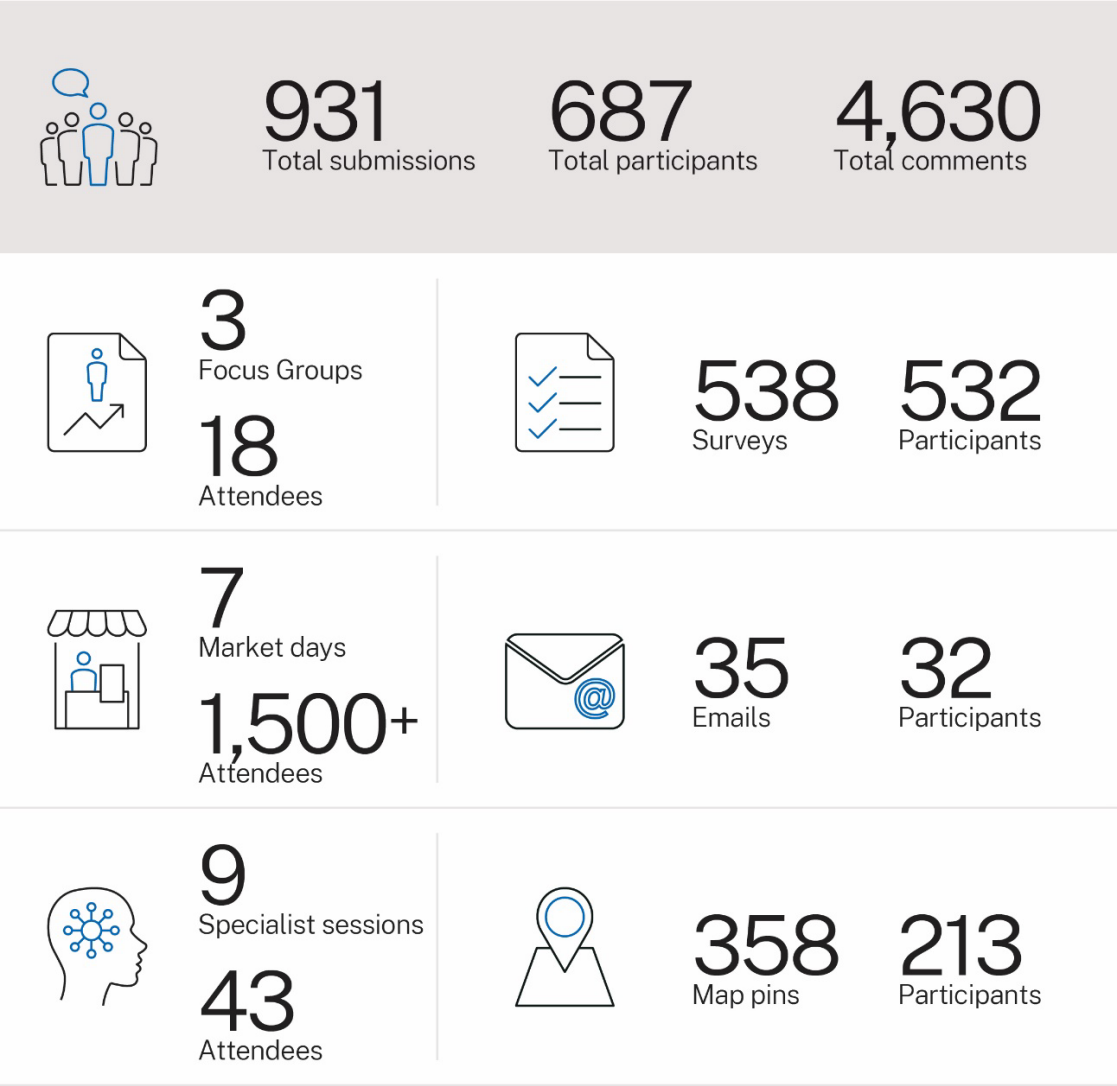 931 687 4,630
Total submissions Total participants Total comments
3
Focus Groups
18
Attendees
538 532
Surveys Participants
7
Market days
1,500+
Attendees
@
35 32
Emails Participants
9
Specialist sessions
43
Attendees
358 213
Map pins Participants